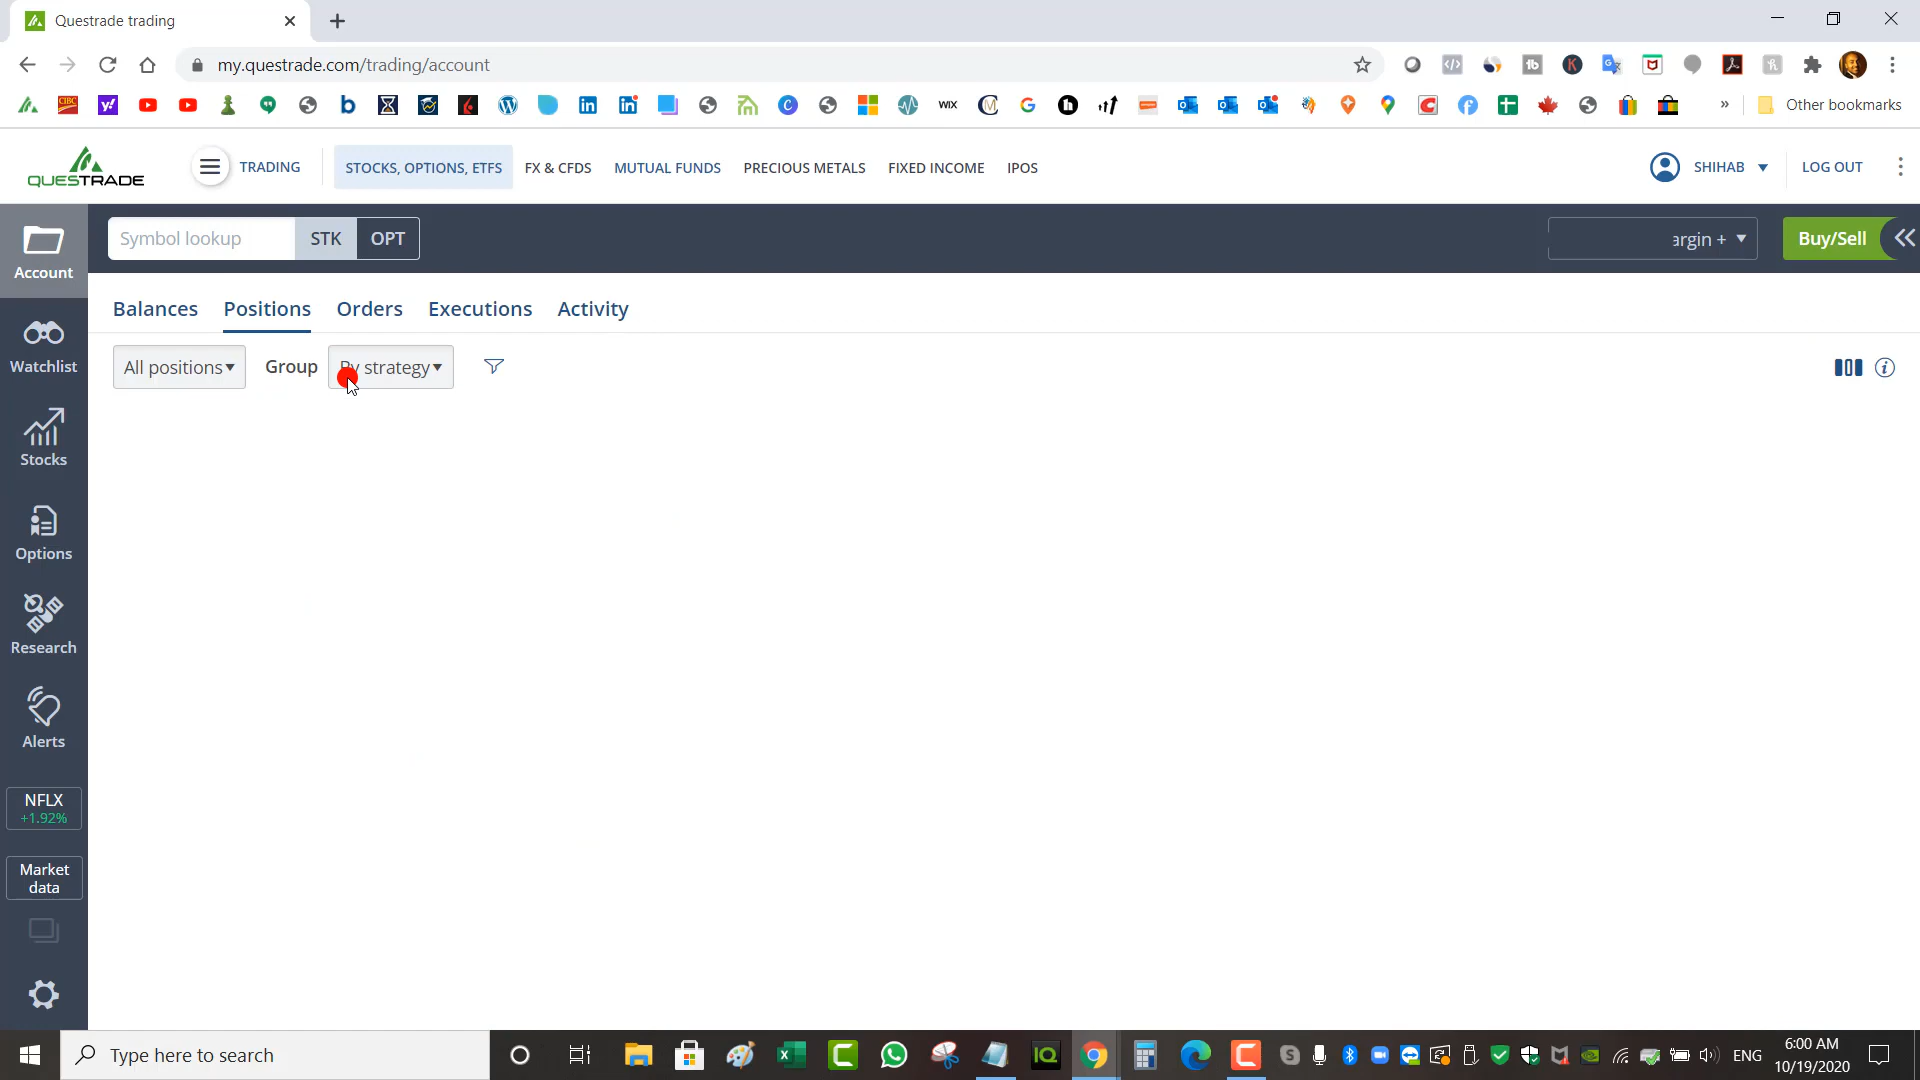 Questrade trading
my.questrade.com/trading/account
Other bookmarks
QUESTRADE
TRADING
STOCKS, OPTIONS, ETFS
FX & CFDS
MUTUAL FUNDS
PRECIOUS METALS
FIXED INCOME
IPOS
SHIHAB
LOG OUT
Symbol lookup
STK
OPT
argin +
Buy/Sell
Account
Balances
Positions
Orders
Executions
Activity
All positions
Group
By strategy
Watchlist
Stocks
Options
Research
Alerts
NFLX
+1.92%
Market
data
Type here to search
ENG
6:00 AM
10/19/2020